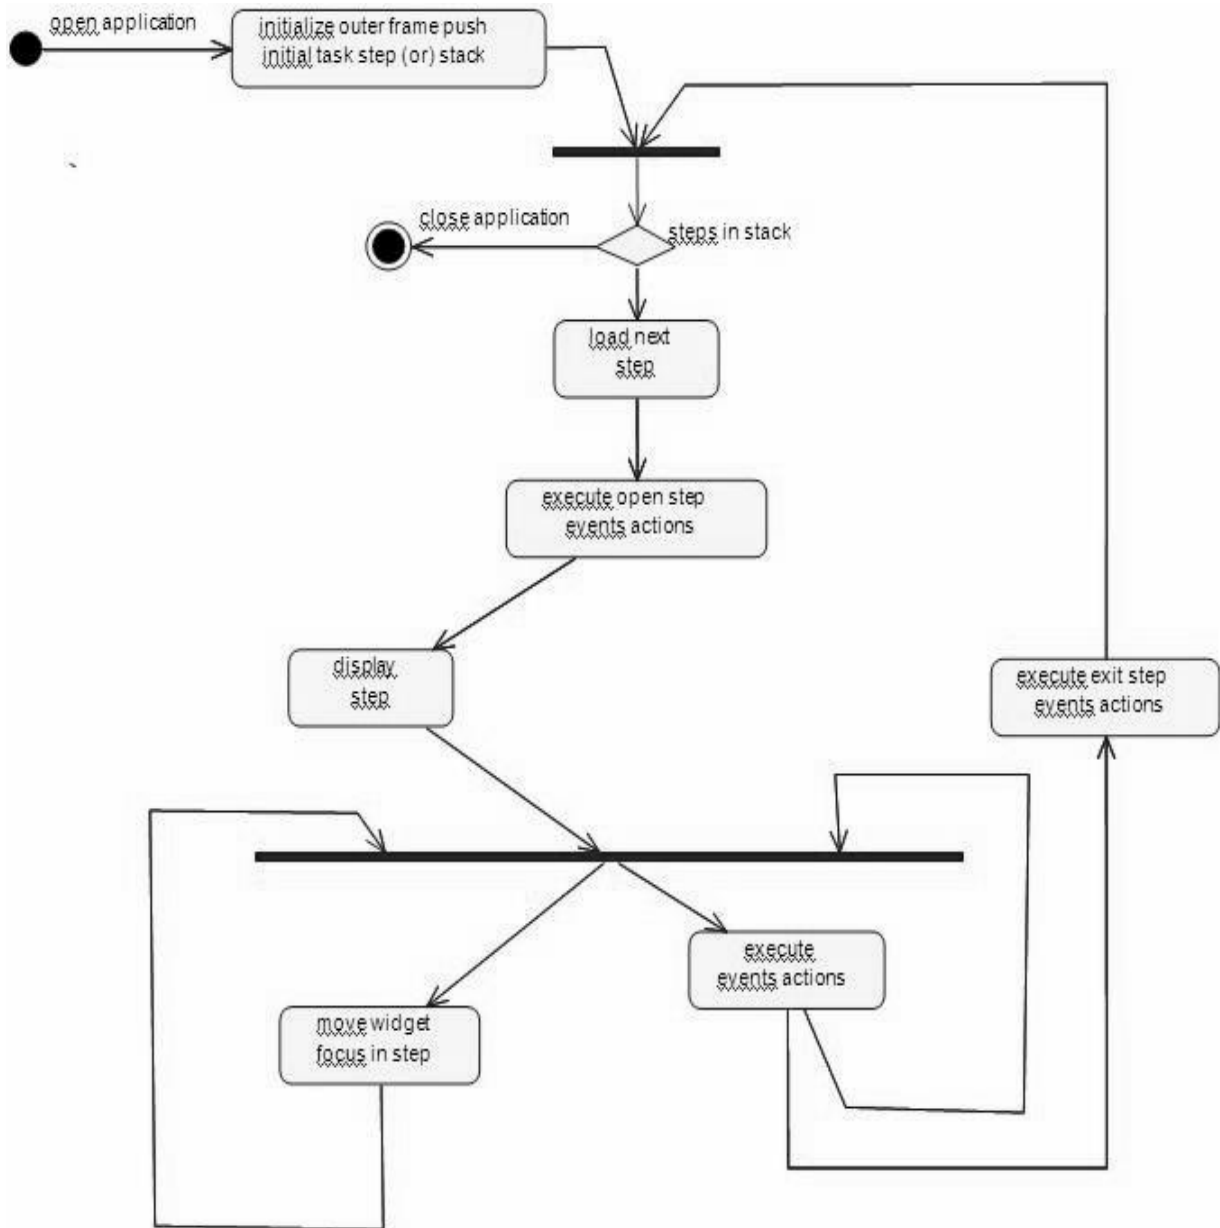 open application
initialize outer frame push
initial task step (or) stack
close application
steps in stack
load next
step
execute open step
events actions
display
step
execute exit step
events actions
execute
events actions
move widget
focus in step